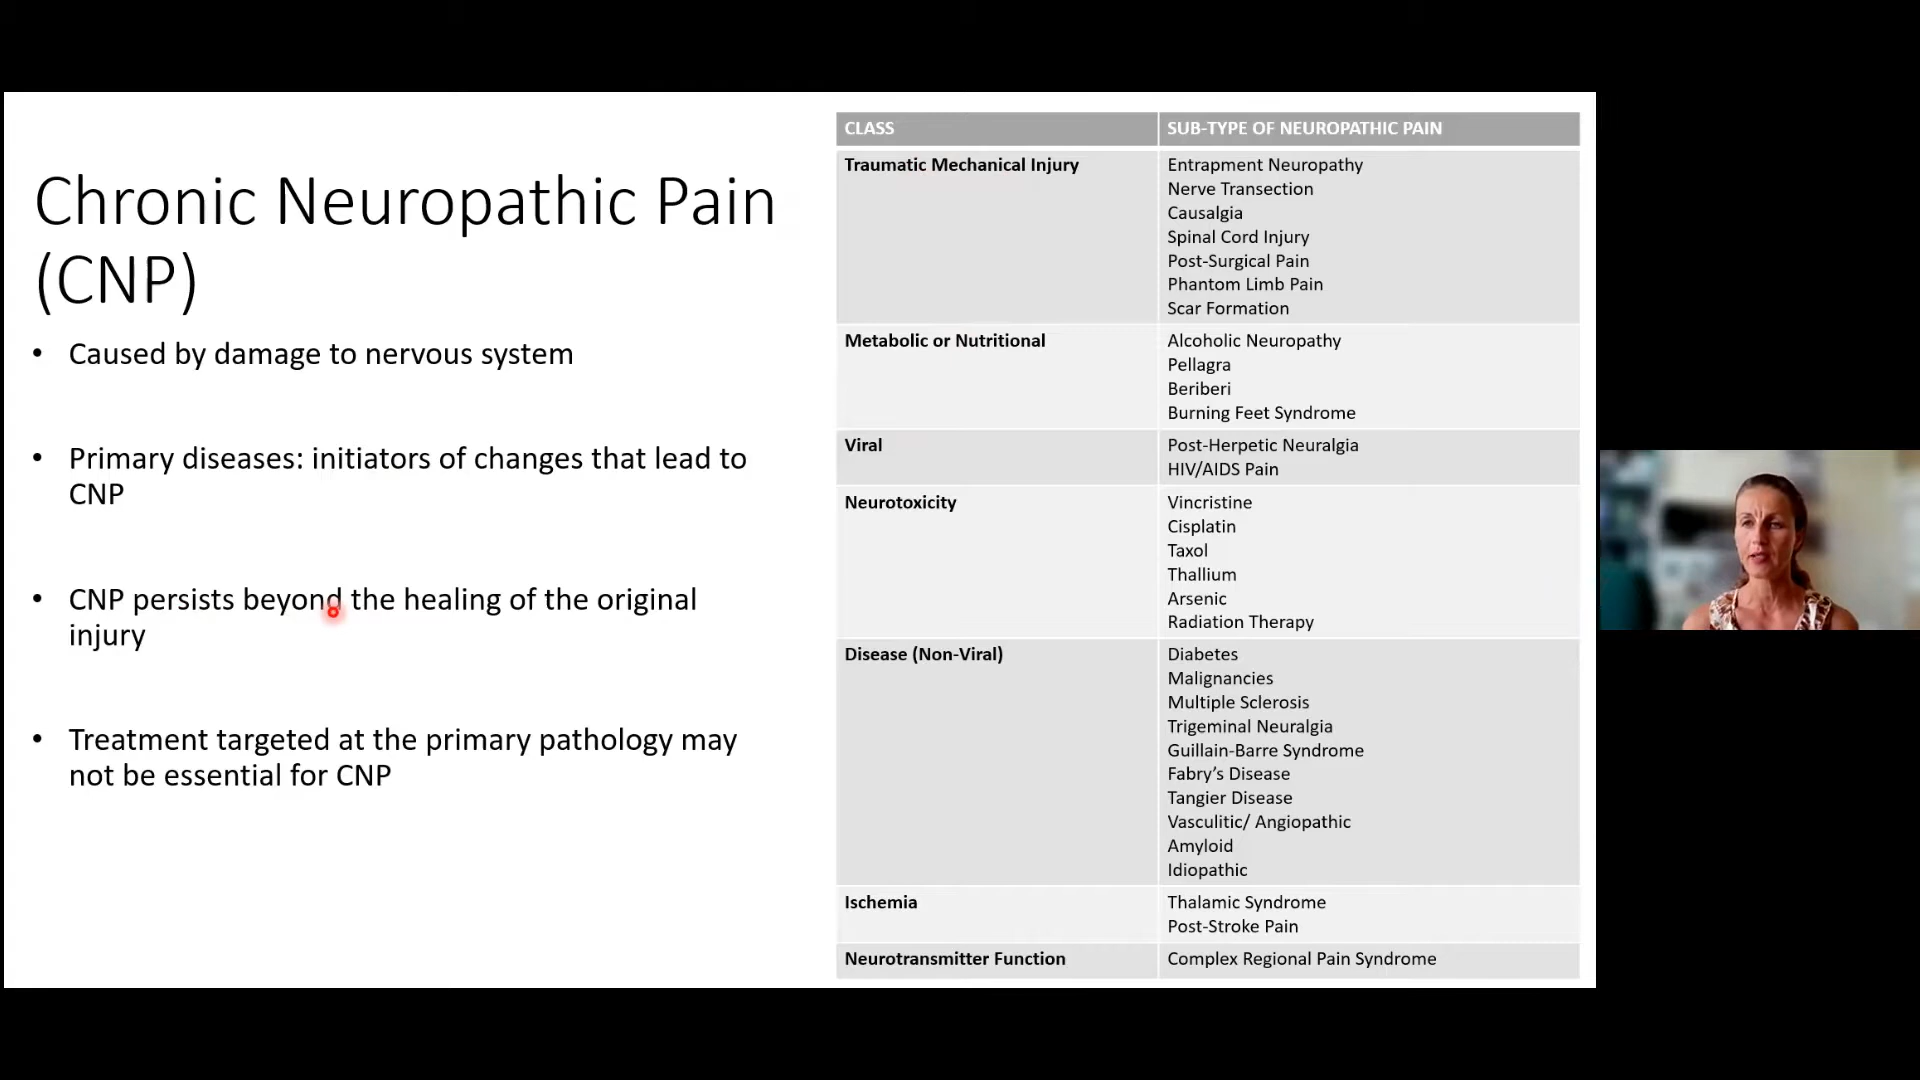 Chronic Neuropathic Pain
(CNP)
• Caused by damage to nervous system
• Primary diseases: initiators of changes that lead to
CNP
• CNP persists beyond the healing of the original
injury
• Treatment targeted at the primary pathology may
not be essential for CNP
CLASS SUB-TYPE OF NEUROPATHIC PAIN
Traumatic Mechanical Injury Entrapment Neuropathy
Nerve Transection
Causalgia
Spinal Cord Injury
Post-Surgical Pain
Phantom Limb Pain
Scar Formation
Metabolic or Nutritional Alcoholic Neuropathy
Pellagra
Beriberi
Burning Feet Syndrome
Viral Post-Herpetic Neuralgia
HIV/AIDS Pain
Neurotoxicity Vincristine
Cisplatin
Taxol
Thallium
Arsenic
Radiation Therapy
Disease (Non-Viral) Diabetes
Malignancies
Multiple Sclerosis
Trigeminal Neuralgia
Guillain-Barre Syndrome
Fabry’s Disease
Tangier Disease
Vasculitic/ Angiopathic
Amyloid
Idiopathic
Ischemia Thalamic Syndrome
Post-Stroke Pain
Neurotransmitter Function Complex Regional Pain Syndrome